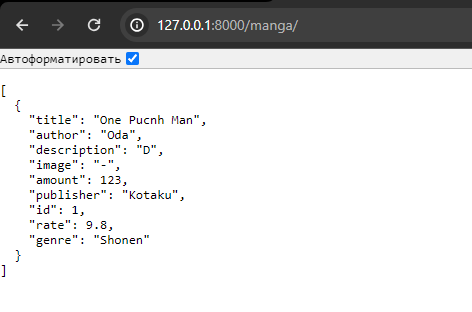 127.0.0.1:8000/manga/
Автоформатировать
[
  {
    "title": "One Pucnh Man",
    "author": "Oda",
    "description": "D",
    "image": "-",
    "amount": 123,
    "publisher": "Kotaku",
    "id": 1,
    "rate": 9.8,
    "genre": "Shonen"
  }
]